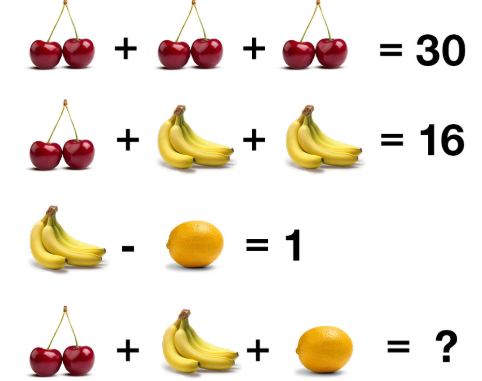 + + = 30
+ + = 16
- = 1
+ + = ?